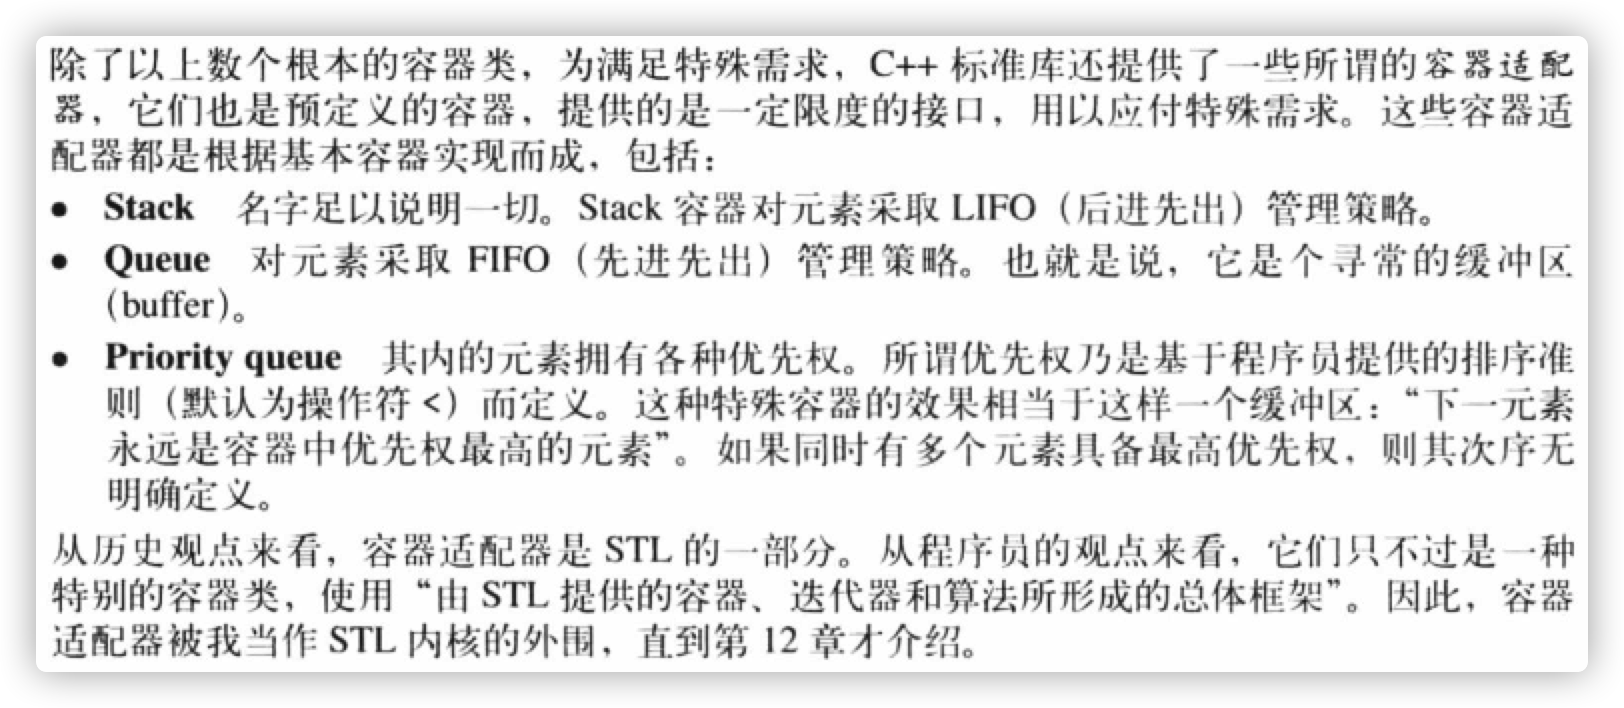 除了以上数个根本的容器类，为满足特殊需求，C++ 标准库还提供了一些所谓的容器适配
器，它们也是预定义的容器，提供的是一定限度的接口，用以应付特殊需求。这些容器适
配器都是根据基本容器实现而成，包括：
● Stack 名字足以说明一切。Stack 容器对元素采取 LIFO（后进先出）管理策略。
● Queue 对元素采取 FIFO（先进先出）管理策略。也就是说，它是个寻常的缓冲区
(buffer)。
● Priority queue 其内的元素拥有各种优先权。所谓优先权乃是基于程序员提供的排序准
则（默认为操作符 <）而定义。这种特殊容器的效果相当于这样一个缓冲区：“下一元素
永远是容器中优先权最高的元素”。如果同时有多个元素具备最高优先权，则其次序无
明确定义。
从历史观点来看，容器适配器是 STL 的一部分。从程序员的观点来看，它们只不过是一种
特别的容器类，使用“由 STL 提供的容器、迭代器和算法所形成的总体框架”。因此，容器
适配器被我当作 STL 内核的外围，直到第 12 章才介绍。